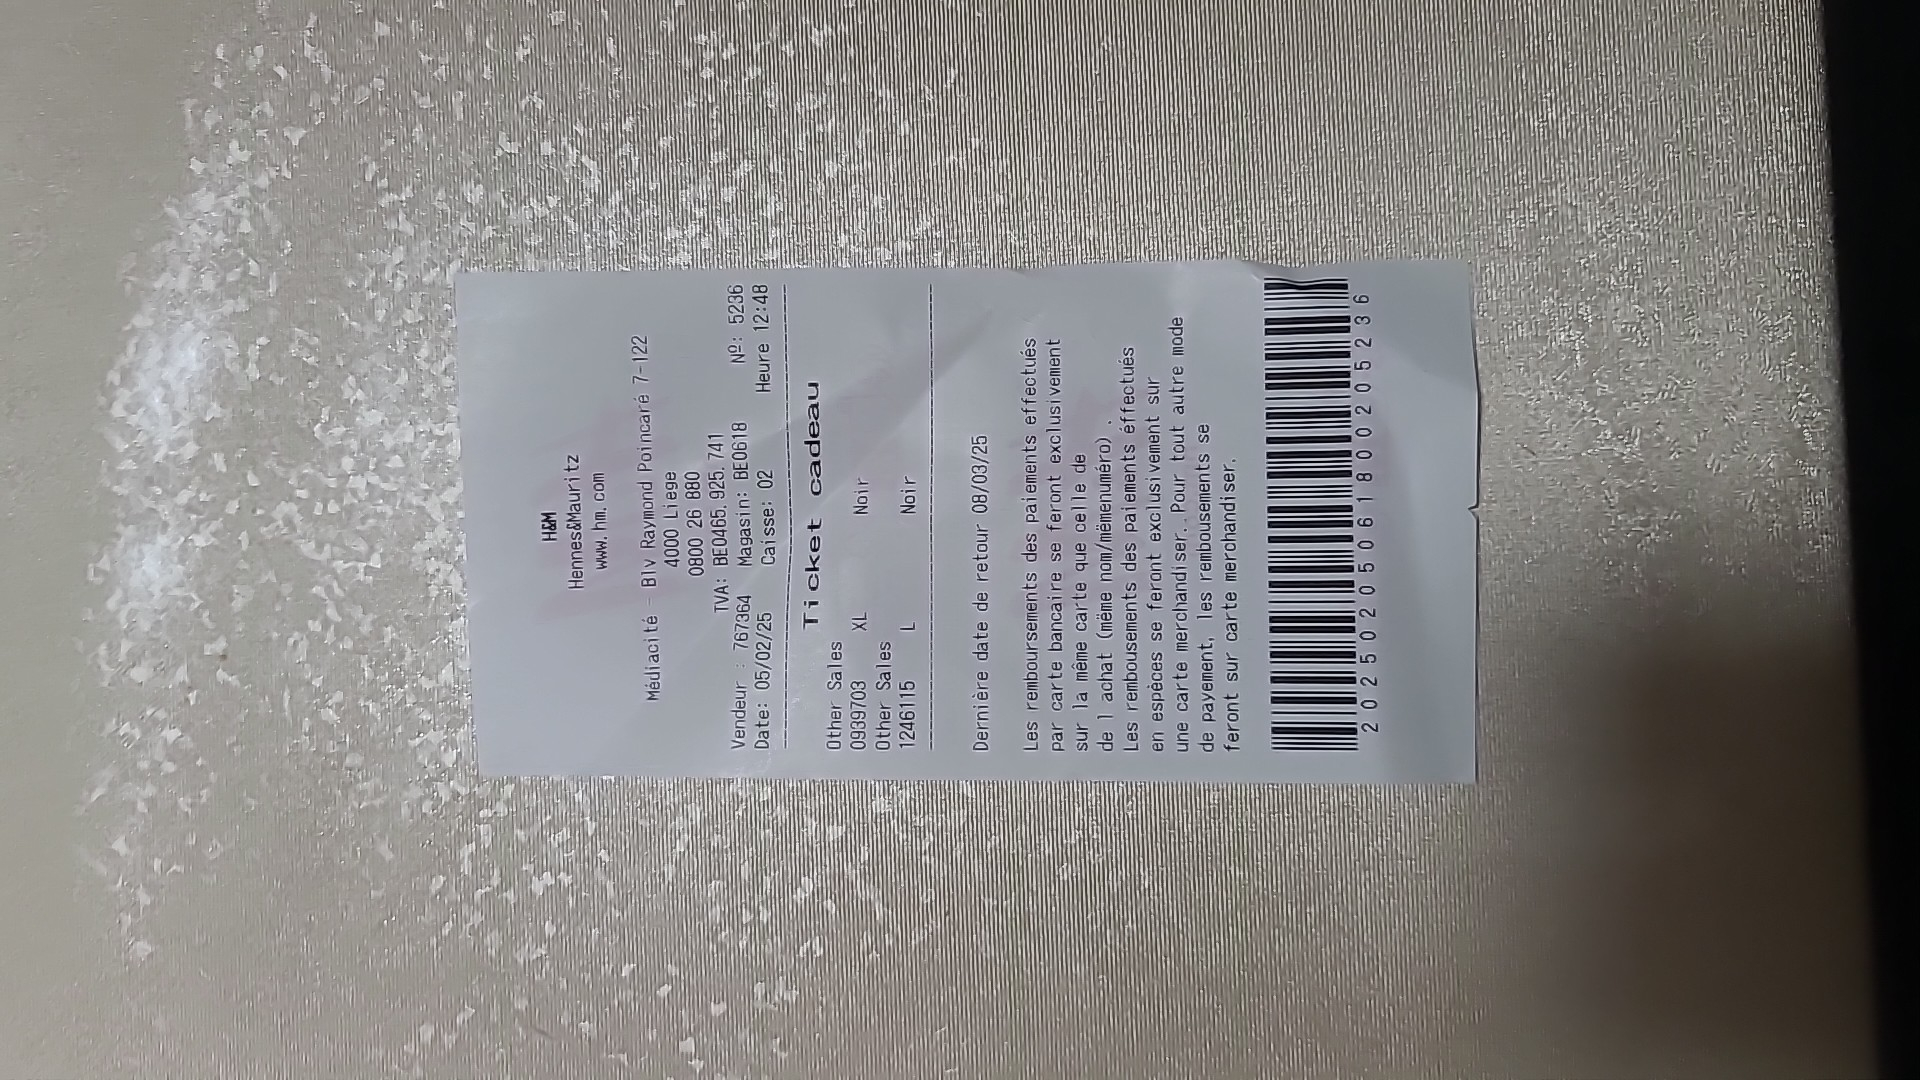 H&M
Hennes&Mauritz
www.hm.com
Médiacité - Blv Raymond Poincaré 7-122
4000 Liege
0800 26 880
TVA: BE0465.925.741
Vendeur : 767364 Magasin: BE0618 Nº: 5236
Date: 05/02/25 Caisse: 02 Heure 12:48
Ticket cadeau
Other Sales
0939703 XL Noir
Other Sales
1246115 L Noir
Dernière date de retour 08/03/25
Les remboursements des paiements effectués
par carte bancaire se feront exclusivement
sur la même carte que celle de
de l achat (même nom/mêmenuméro) .
Les rembousements des paiements effectués
en espèces se feront exclusivement sur
une carte merchandiser..Pour tout autre mode
de payement, les rembousements se
feront sur carte merchandiser.
2025020506180020205236